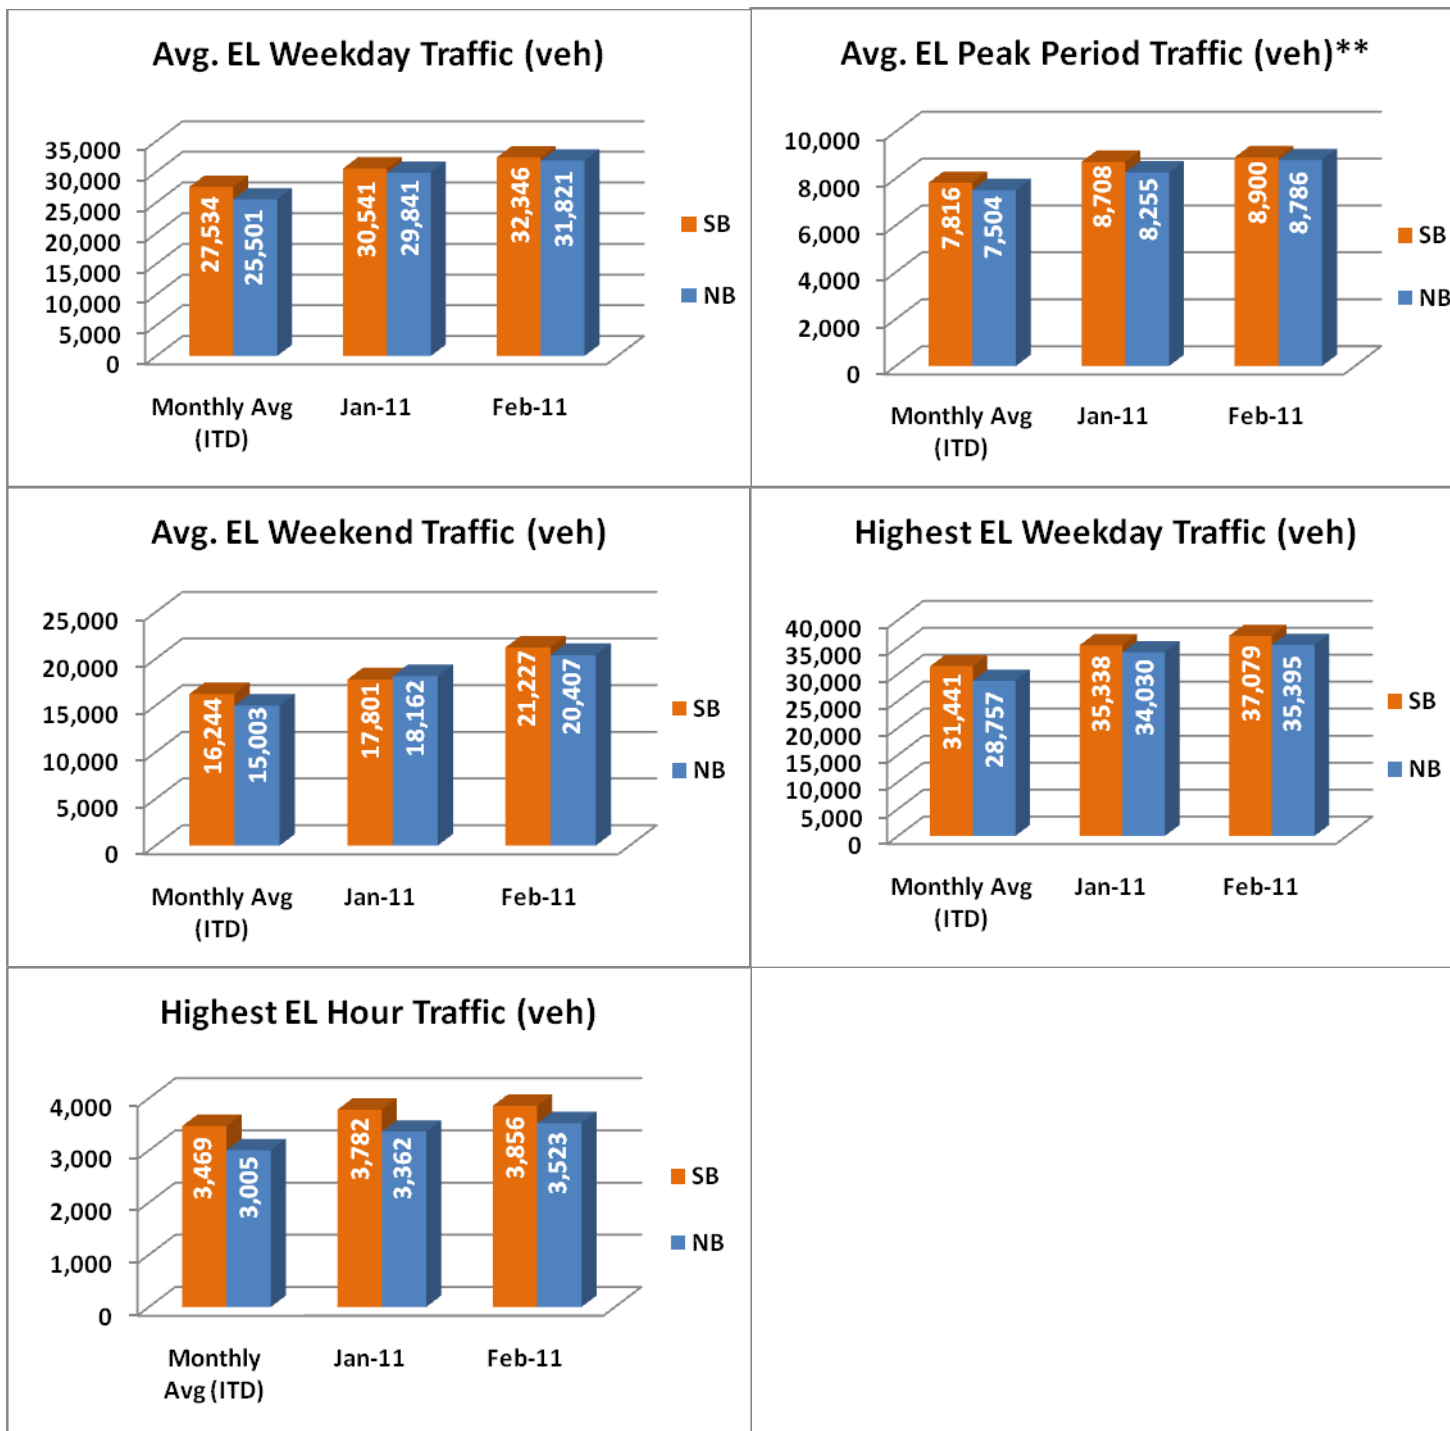 Avg. EL Weekday Traffic (veh)
35,000
30,000
25,000
20,000
15,000
10,000
5,000
0
27,534
25,501
30,541
29,841
32,346
31,821
SB
NB
Monthly Avg
(ITD)
Jan-11
Feb-11
Avg. EL Peak Period Traffic (veh)**
10,000
8,000
6,000
4,000
2,000
0
7,816
7,504
8,708
8,255
8,900
8,786
SB
NB
Monthly Avg
(ITD)
Jan-11
Feb-11
Avg. EL Weekend Traffic (veh)
25,000
20,000
15,000
10,000
5,000
0
16,244
15,003
17,801
18,162
21,227
20,407
SB
NB
Monthly Avg
(ITD)
Jan-11
Feb-11
Highest EL Weekday Traffic (veh)
40,000
35,000
30,000
25,000
20,000
15,000
10,000
5,000
0
31,441
28,757
35,338
34,030
37,079
35,395
SB
NB
Monthly Avg
(ITD)
Jan-11
Feb-11
Highest EL Hour Traffic (veh)
4,000
3,000
2,000
1,000
0
3,469
3,005
3,782
3,362
3,856
3,523
SB
NB
Monthly
Avg (ITD)
Jan-11
Feb-11